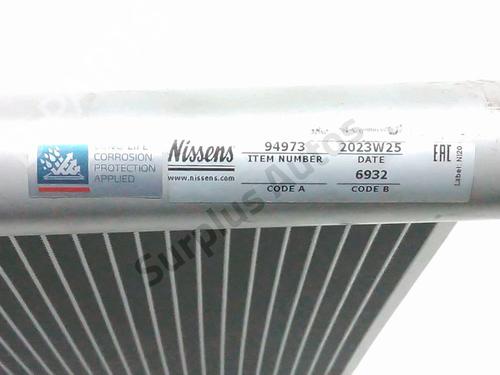 LONG LIFE
CORROSION
PROTECTION
APPLIED
Nissens
www.nissens.com
94973
ITEM NUMBER
CODE A
2023W25
DATE
6932
CODE B
EAC
Label: NI20
Surplus Autos